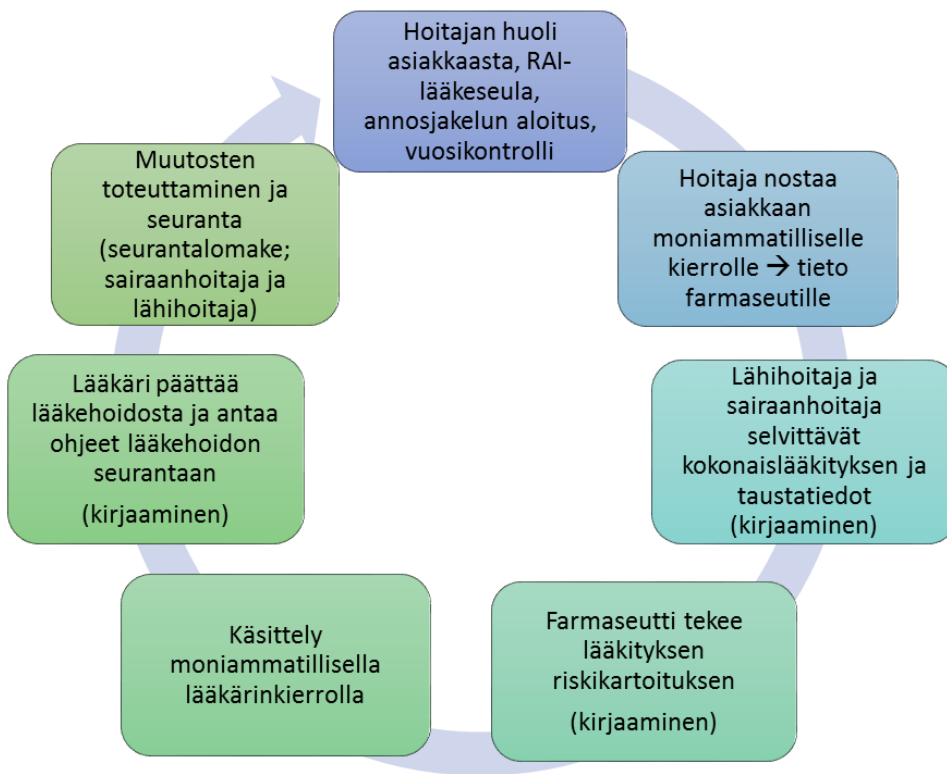 Hoitajan huoli
asiakkaasta, RAI-
lääkeseula,
annosjakelun aloitus,
vuosikontrolli
Hoitaja nostaa
asiakkaan
moniammatilliselle
kierrolle → tieto
farmaseutille
Lähihoitaja ja
sairaanhoitaja
selvittävät
kokonaislääkityksen ja
taustatiedot
(kirjaaminen)
Farmaseutti tekee
lääkityksen
riskikartoituksen
(kirjaaminen)
Käsittely
moniammatillisella
lääkärinkierrolla
Lääkäri päättää
lääkehoidosta ja antaa
ohjeet lääkehoidon
seurantaan
(kirjaaminen)
Muutosten
toteuttaminen ja
seuranta
(seurantalomake;
sairaanhoitaja ja
lähihoitaja)